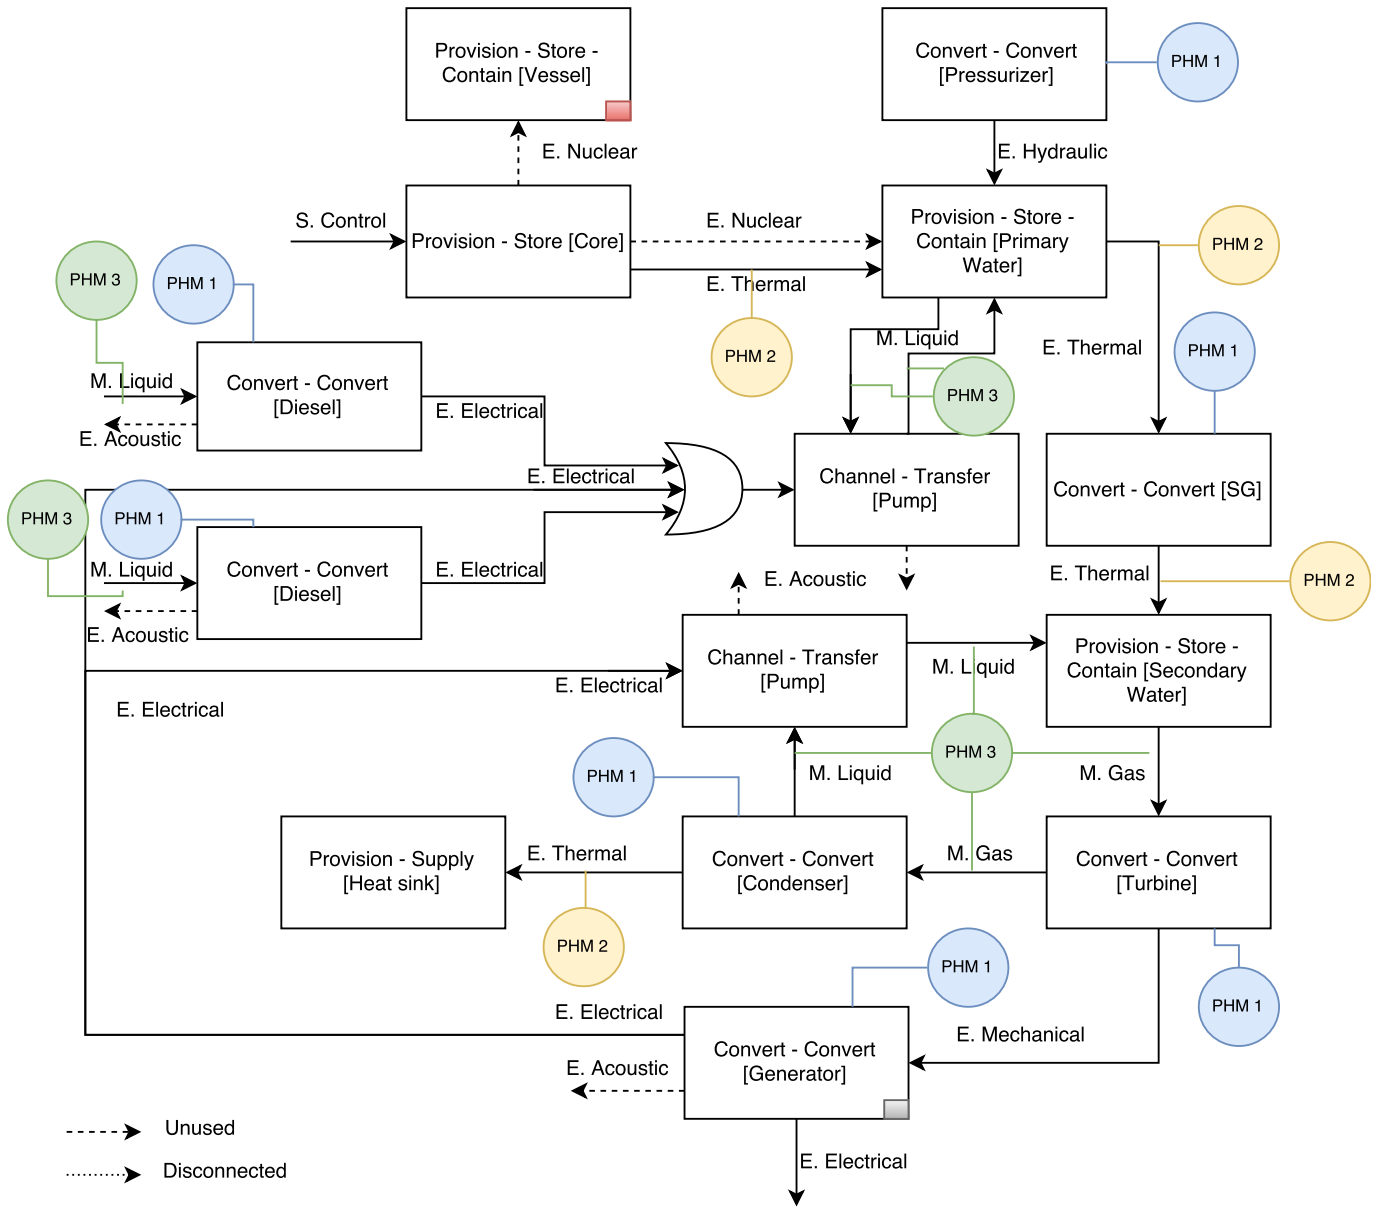 Provision - Store -
Contain [Vessel]
Convert - Convert
[Pressurizer]
PHM 1
E. Nuclear
E. Hydraulic
S. Control
Provision - Store [Core]
E. Nuclear
E. Thermal
Provision - Store -
Contain [Primary
Water]
PHM 2
PHM 3
PHM 1
PHM 2
M. Liquid
E. Thermal
PHM 1
PHM 3
M. Liquid
Convert - Convert
[Diesel]
E. Electrical
E. Acoustic
E. Electrical
Channel - Transfer
[Pump]
Convert - Convert [SG]
PHM 3
PHM 1
M. Liquid
Convert - Convert
[Diesel]
E. Electrical
E. Acoustic
E. Acoustic
E. Thermal
PHM 2
Channel - Transfer
[Pump]
M. Liquid
Provision - Store -
Contain [Secondary
Water]
E. Electrical
E. Electrical
PHM 3
PHM 1
M. Liquid
M. Gas
Provision - Supply
[Heat sink]
E. Thermal
Convert - Convert
[Condenser]
M. Gas
Convert - Convert
[Turbine]
PHM 2
PHM 1
PHM 1
E. Electrical
E. Mechanical
Convert - Convert
[Generator]
E. Acoustic
Unused
E. Electrical
Disconnected